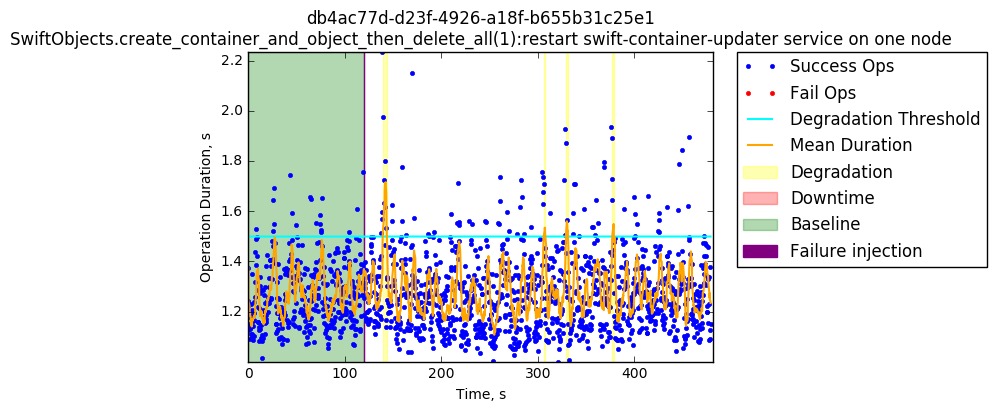 db4ac77d-d23f-4926-a18f-b655b31c25e1
SwiftObjects.create_container_and_object_then_delete_all(1):restart swift-container-updater service on one node
2.2
2.0
1.8
1.6
1.4
1.2
Operation Duration, s
0
100
200
300
400
Time, s
Success Ops
Fail Ops
Degradation Threshold
Mean Duration
Degradation
Downtime
Baseline
Failure injection